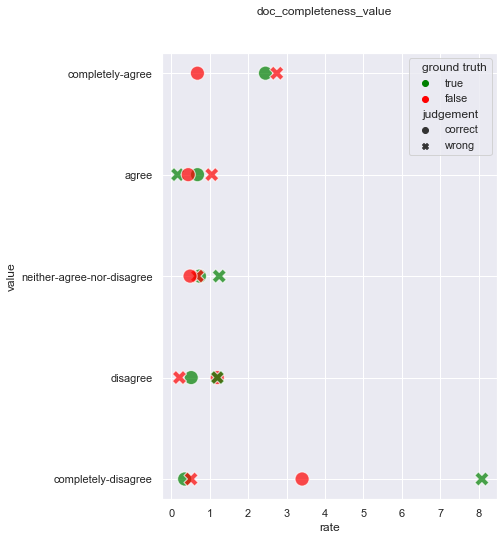 doc_completeness_value
ground truth
true
false
judgement
correct
wrong
completely-agree
agree
neither-agree-nor-disagree
disagree
completely-disagree
value
0 1 2 3 4 5 6 7 8
rate